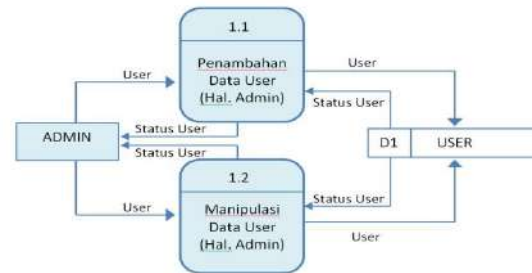 1.1
Penambahan
Data User
(Hal. Admin)
User
User
Status User
Status User
Status User
ADMIN
D1
USER
1.2
Manipulasi
Data User
(Hal. Admin)
User
Status User
User